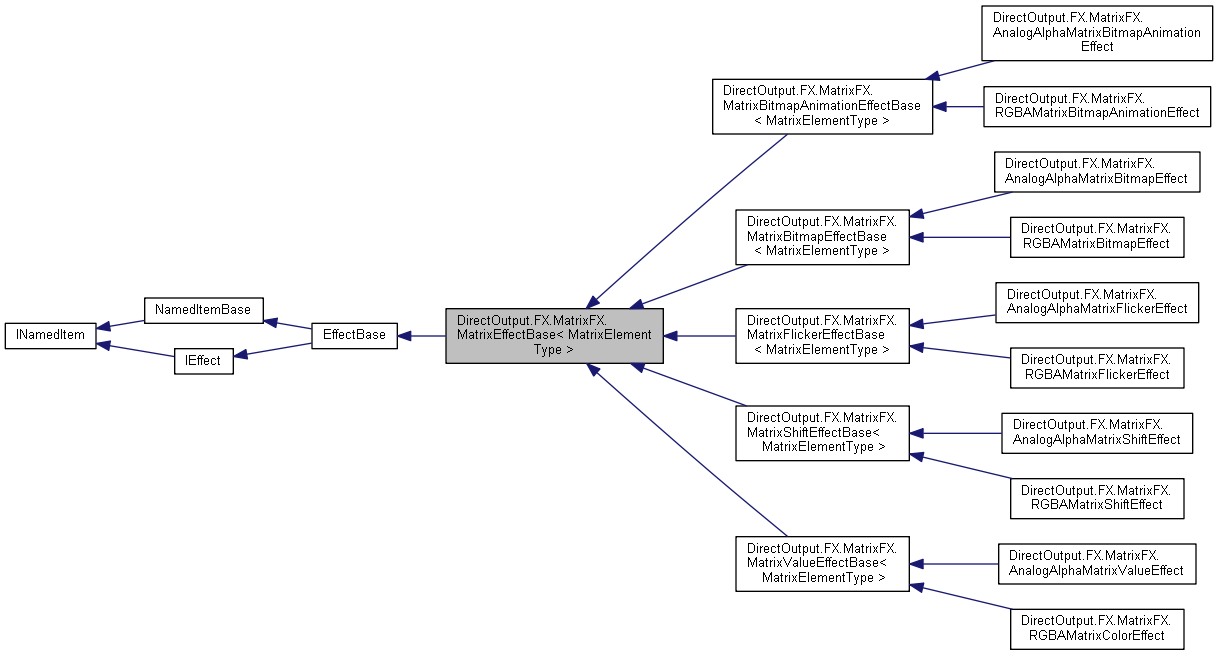 INamedItem
NamedItemBase
IEffect
EffectBase
DirectOutput.FX.MatrixFX.
MatrixEffectBase< MatrixElement
Type >
DirectOutput.FX.MatrixFX.
MatrixBitmapAnimationEffectBase
< MatrixElementType >
DirectOutput.FX.MatrixFX.
AnalogAlphaMatrixBitmapAnimation
Effect
DirectOutput.FX.MatrixFX.
RGBAMatrixBitmapAnimationEffect
DirectOutput.FX.MatrixFX.
MatrixBitmapEffectBase
< MatrixElementType >
DirectOutput.FX.MatrixFX.
AnalogAlphaMatrixBitmapEffect
DirectOutput.FX.MatrixFX.
RGBAMatrixBitmapEffect
DirectOutput.FX.MatrixFX.
MatrixFlickerEffectBase
< MatrixElementType >
DirectOutput.FX.MatrixFX.
AnalogAlphaMatrixFlickerEffect
DirectOutput.FX.MatrixFX.
RGBAMatrixFlickerEffect
DirectOutput.FX.MatrixFX.
MatrixShiftEffectBase<
MatrixElementType >
DirectOutput.FX.MatrixFX.
AnalogAlphaMatrixShiftEffect
DirectOutput.FX.MatrixFX.
RGBAMatrixShiftEffect
DirectOutput.FX.MatrixFX.
MatrixValueEffectBase<
MatrixElementType >
DirectOutput.FX.MatrixFX.
AnalogAlphaMatrixValueEffect
DirectOutput.FX.MatrixFX.
RGBAMatrixColorEffect